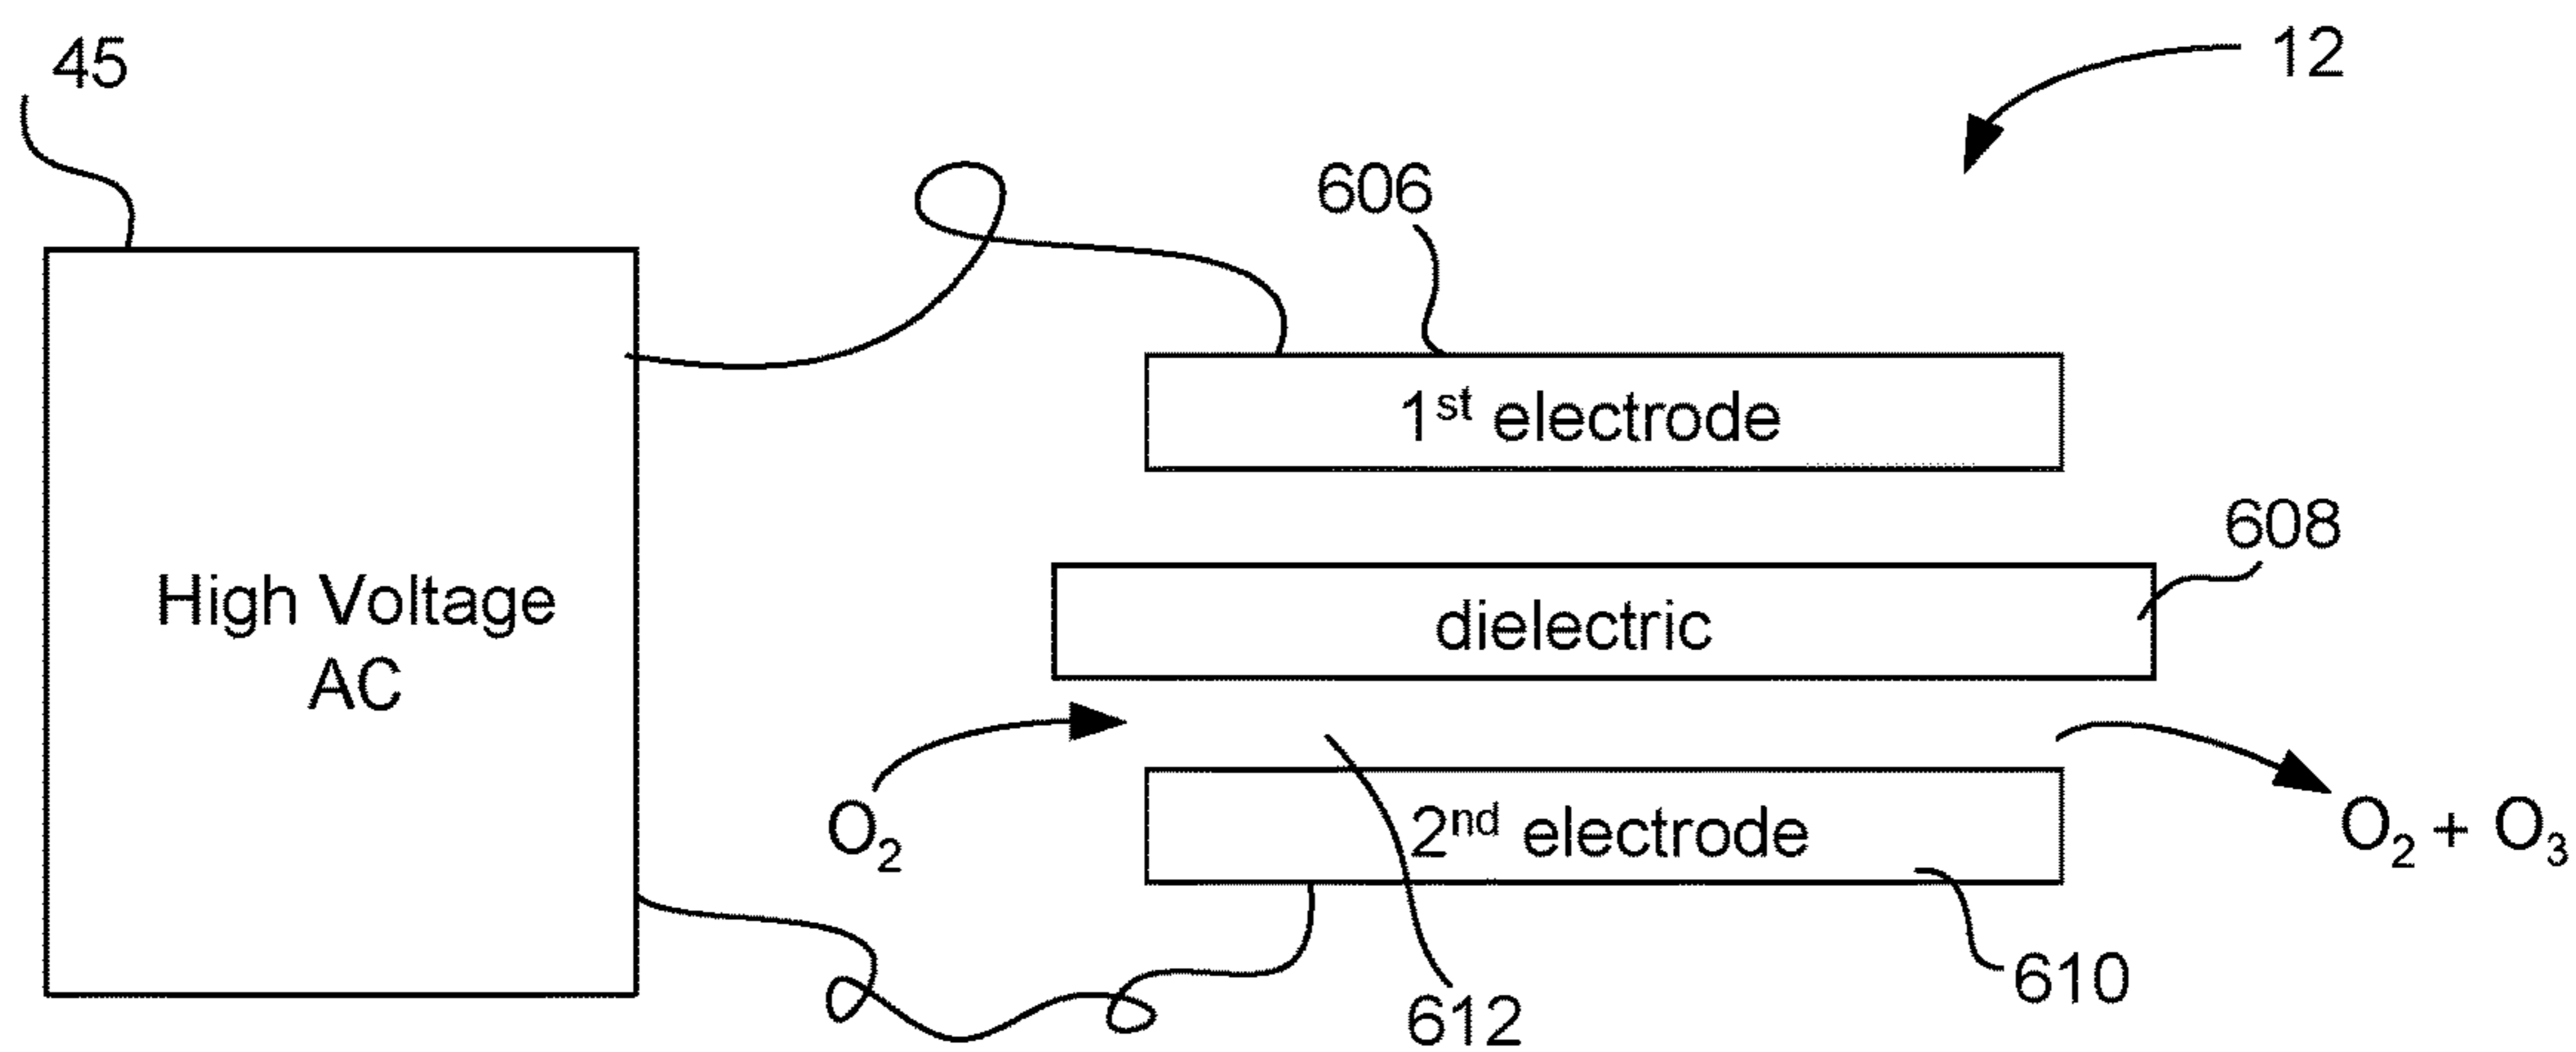 45
12
606
1st electrode
608
High Voltage
AC
dielectric
O2
2nd electrode
O2 + O3
610
612